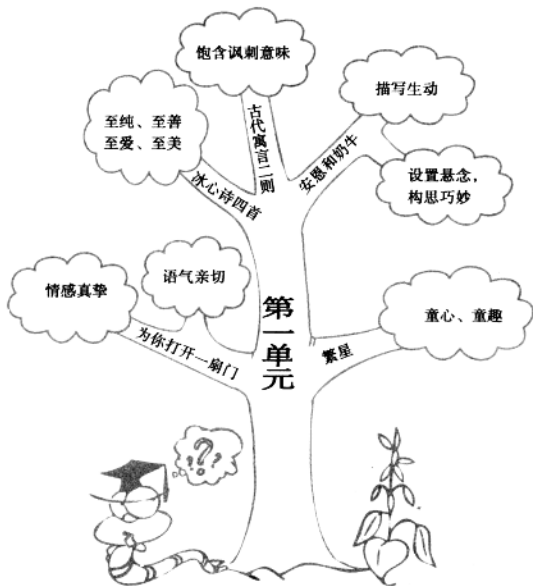 饱含讽刺意味
描写生动
至纯、至善
至爱、至美
古代寓言二则
安恩和奶牛
设置悬念，
构思巧妙
冰心诗四首
语气亲切
情感真挚
童心、童趣
第一单元
为你打开一扇门
繁星
?